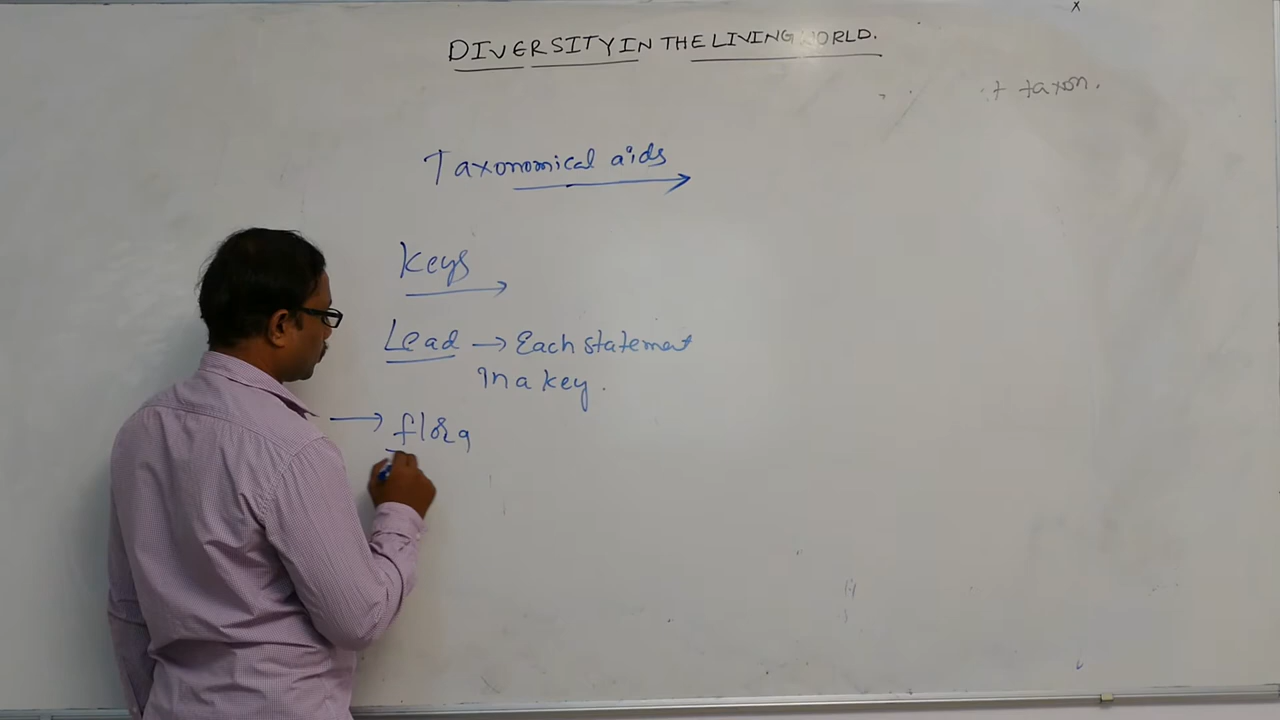 DIVERSITY IN THE LIVING WORLD.
taxon.
Taxonomical aids
Keys
Lead → Each statement
In a key.
→ flora